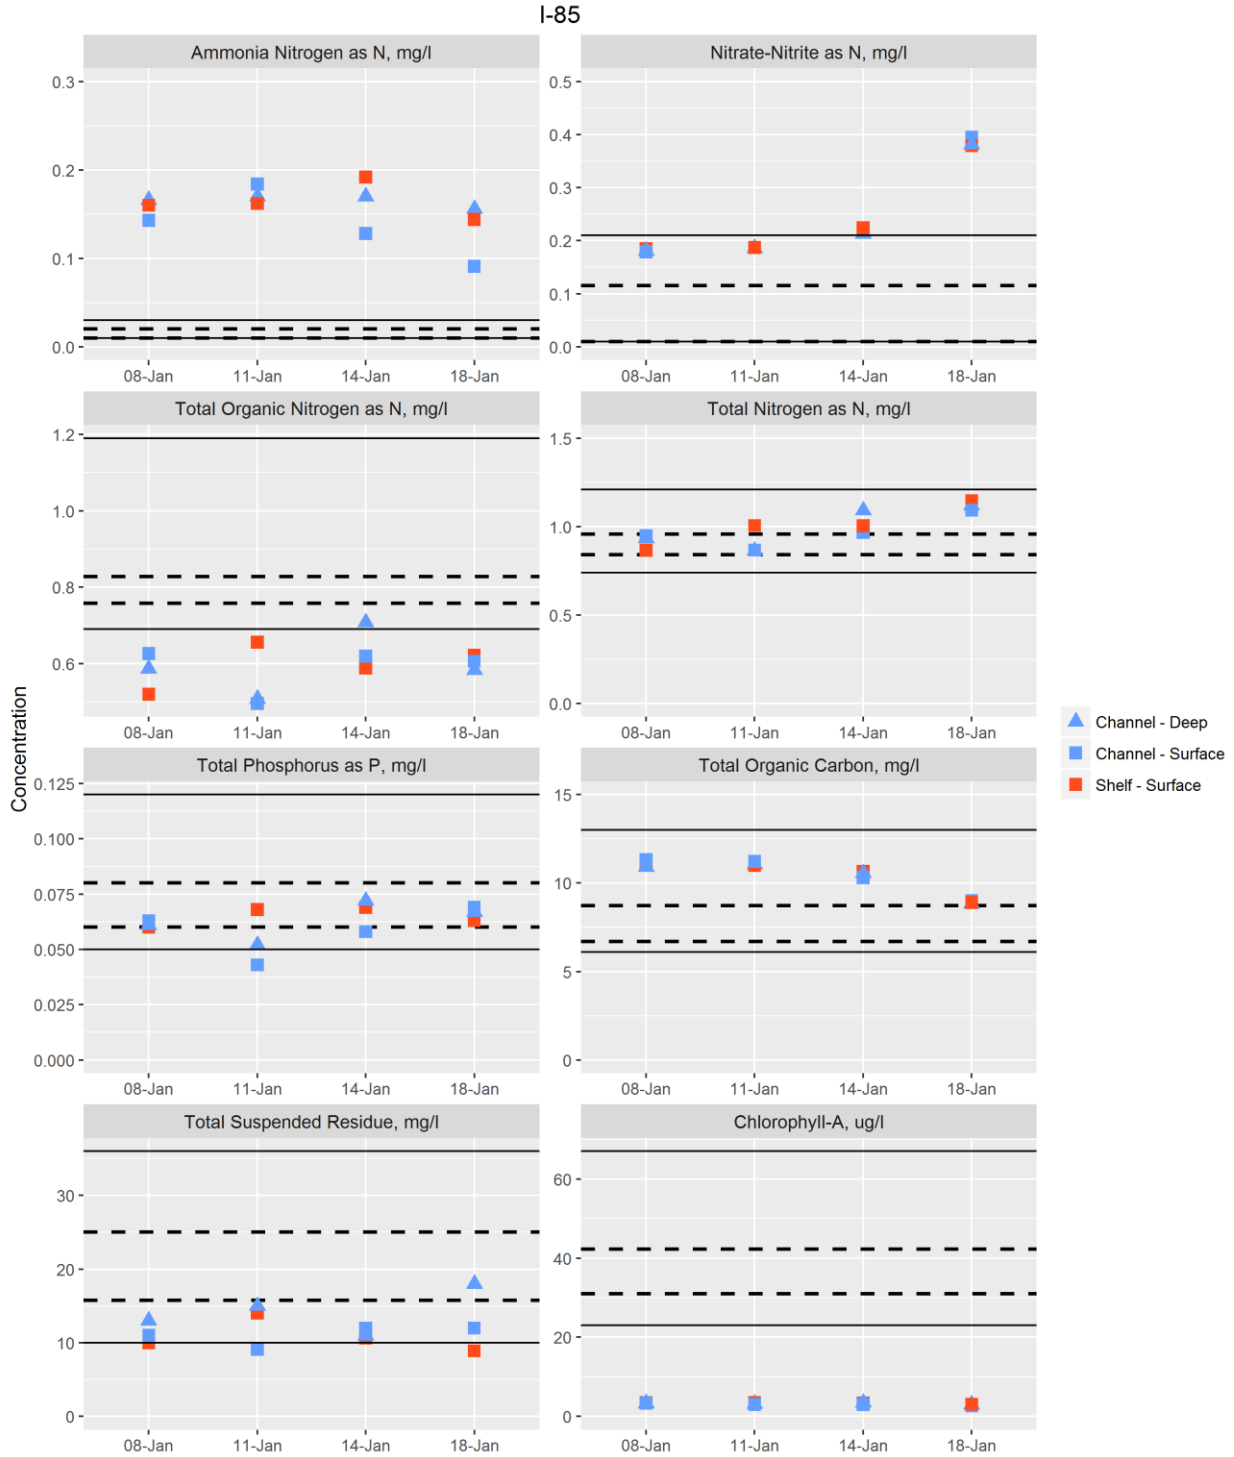 I-85
Ammonia Nitrogen as N, mg/l
0.3
0.2
0.1
0.0
08-Jan 11-Jan 14-Jan 18-Jan
Nitrate-Nitrite as N, mg/l
0.5
0.4
0.3
0.2
0.1
0.0
08-Jan 11-Jan 14-Jan 18-Jan
Total Organic Nitrogen as N, mg/l
1.2
1.0
0.8
0.6
08-Jan 11-Jan 14-Jan 18-Jan
Total Nitrogen as N, mg/l
1.5
1.0
0.5
0.0
08-Jan 11-Jan 14-Jan 18-Jan
Concentration
Total Phosphorus as P, mg/l
0.125
0.100
0.075
0.050
0.025
0.000
08-Jan 11-Jan 14-Jan 18-Jan
Total Organic Carbon, mg/l
15
10
5
0
08-Jan 11-Jan 14-Jan 18-Jan
Total Suspended Residue, mg/l
30
20
10
0
08-Jan 11-Jan 14-Jan 18-Jan
Chlorophyll-A, ug/l
60
40
20
0
08-Jan 11-Jan 14-Jan 18-Jan
Channel - Deep
Channel - Surface
Shelf - Surface